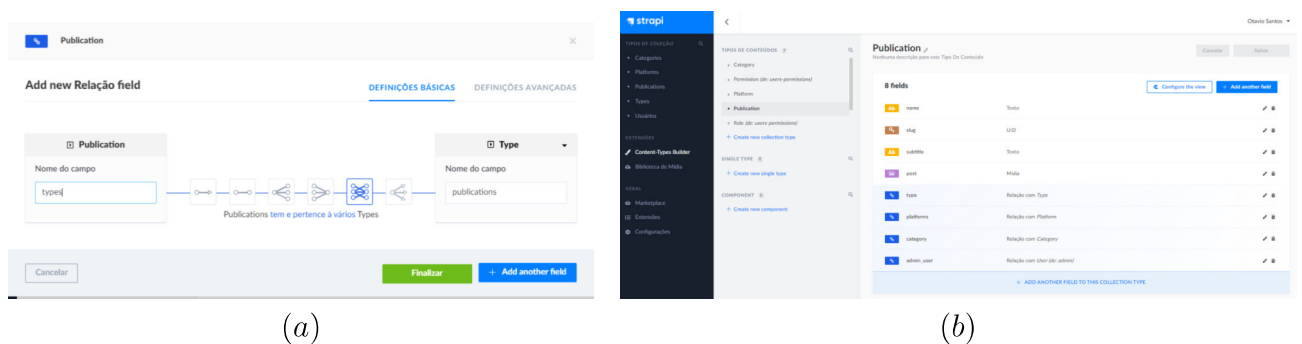 Publication
×
Add new Relação field
DEFINIÇÕES BÁSICAS
DEFINIÇÕES AVANÇADAS
Publication
Nome do campo
types
Type
Nome do campo
publications
Publications tem e pertence à vários Types
Cancelar
Finalizar
+ Add another field
(a)
strapi
TIPOS DE COLEÇÃO
Categories
Platforms
Publications
Types
Usuários
EXTENSÕES
Content-Types Builder
Biblioteca de Mídia
GERAL
Marketplace
Extensões
Configurações
Otavio Santos
TIPOS DE CONTEÚDOS
Category
Permission (de: users-permissions)
Platform
Publication
Role (de: users-permissions)
+ Create new collection type
SINGLE TYPE
+ Create new single type
COMPONENT
+ Create new component
Publication
Nenhuma descrição para este Tipo De Conteúdo
Cancelar
Salvar
8 fields
Configure the view
+ Add another field
name Texto
slug UID
subtitle Texto
post Mídia
type Relação com Type
platforms Relação com Platform
category Relação com Category
admin_user Relação com User (de: admin)
+ ADD ANOTHER FIELD TO THIS COLLECTION TYPE
(b)